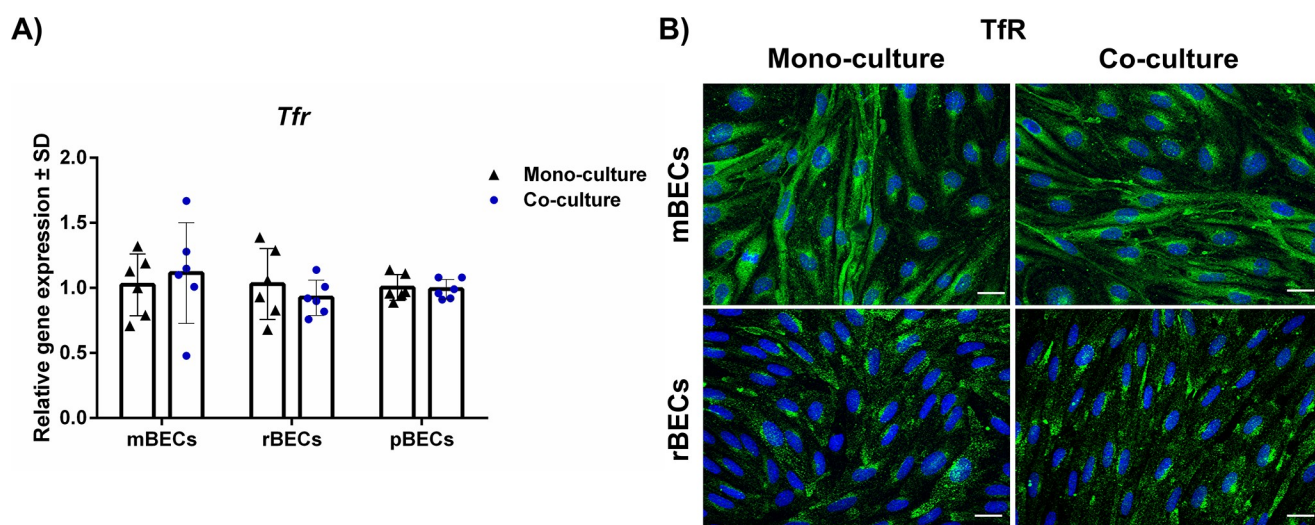 A)
Tfr
Relative gene expression ± SD
2.0
1.5
1.0
0.5
0.0
mBECs rBECs pBECs
Mono-culture
Co-culture
B)
TfR
Mono-culture Co-culture
mBECs
rBECs